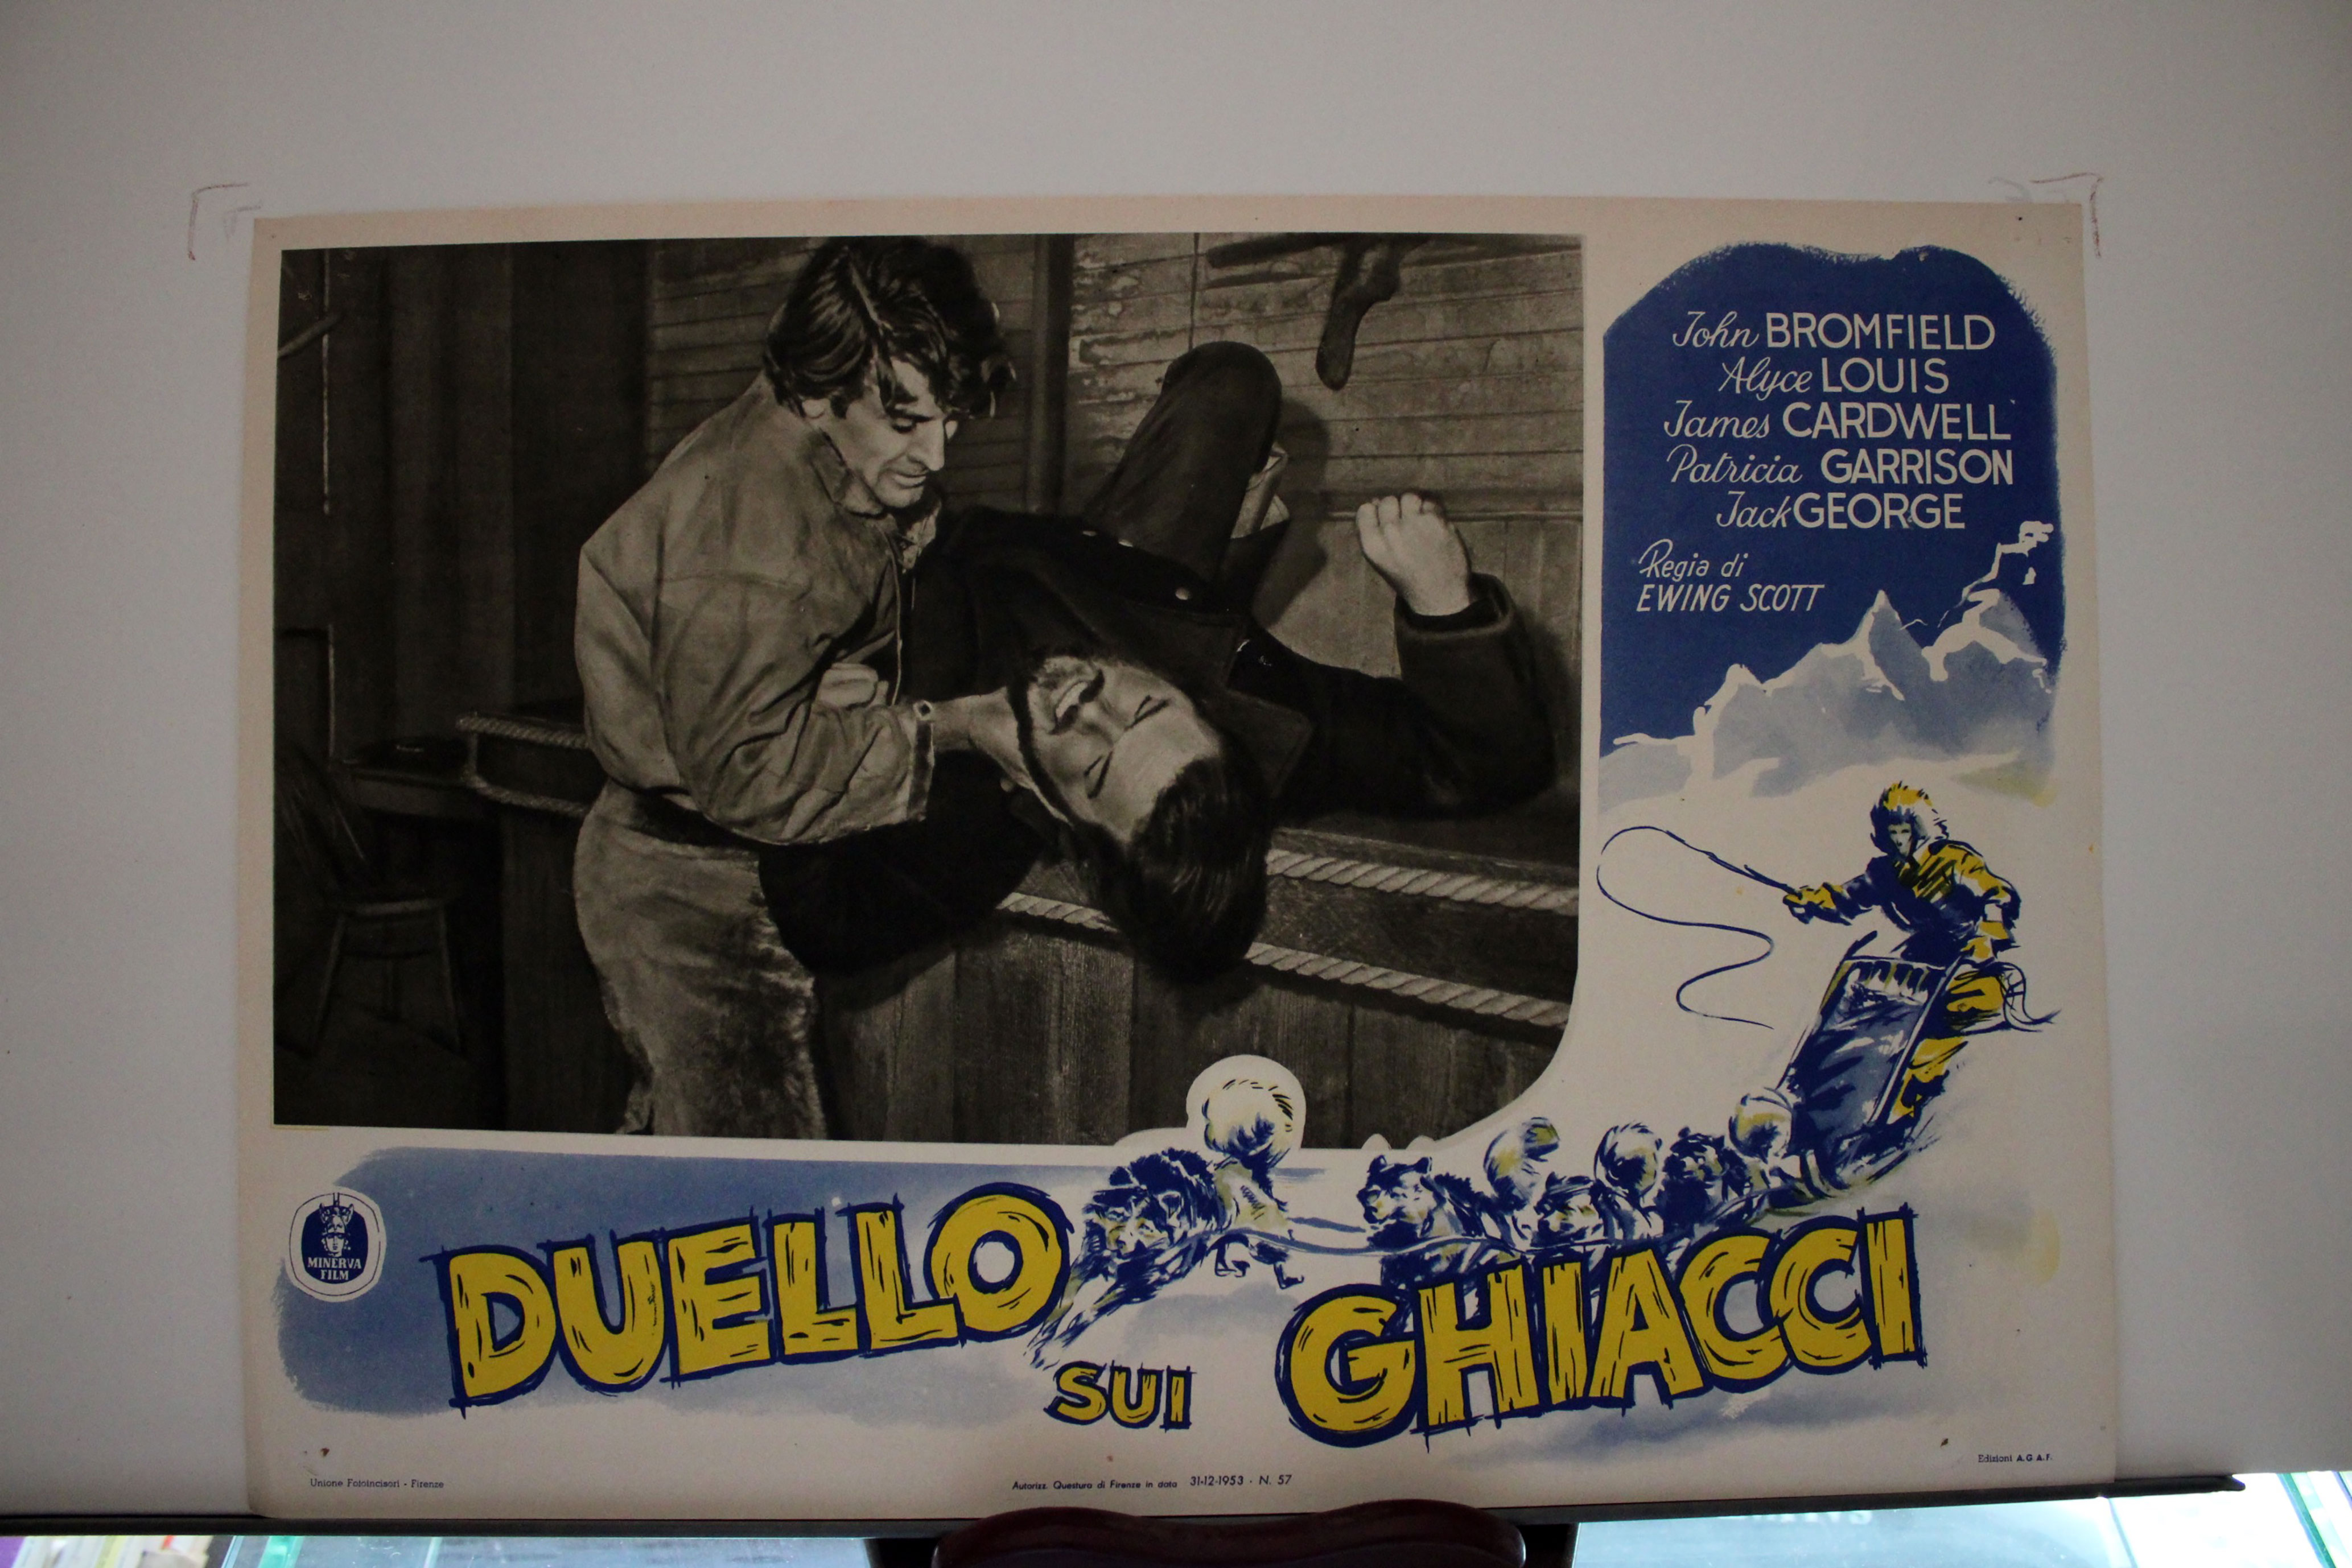 John BROMFIELD
Alyce LOUIS
James CARDWELL
Patricia GARRISON
Jack GEORGE
Regia di
EWING SCOTT
MINERVA
FILM
DUELLO
SUI
GHIACCI
Unione Fotoincisori - Firenze
Autorizz. Questura di Firenze in data 31-12-1953 - N. 57
Edizioni A.G.A.F.